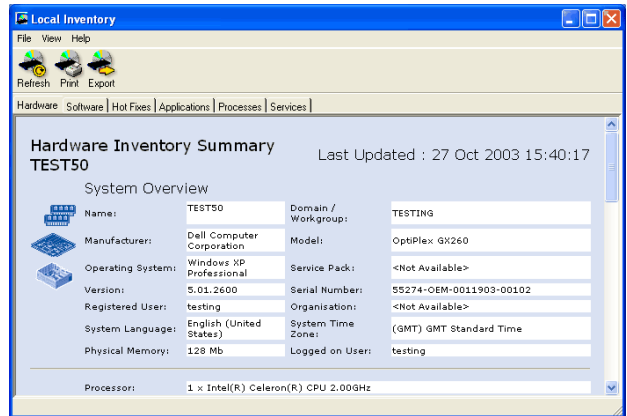 Local Inventory
File View Help
Refresh Print Export
Hardware Software Hot Fixes Applications Processes Services
Hardware Inventory Summary
TEST50
Last Updated : 27 Oct 2003 15:40:17
System Overview
Name: TEST50 Domain / Workgroup: TESTING
Manufacturer: Dell Computer Corporation Model: OptiPlex GX260
Operating System: Windows XP Professional Service Pack: <Not Available>
Version: 5.01.2600 Serial Number: 55274-OEM-0011903-00102
Registered User: testing Organisation: <Not Available>
System Language: English (United States) System Time Zone: (GMT) GMT Standard Time
Physical Memory: 128 Mb Logged on User: testing
Processor: 1 x Intel(R) Celeron(R) CPU 2.00GHz